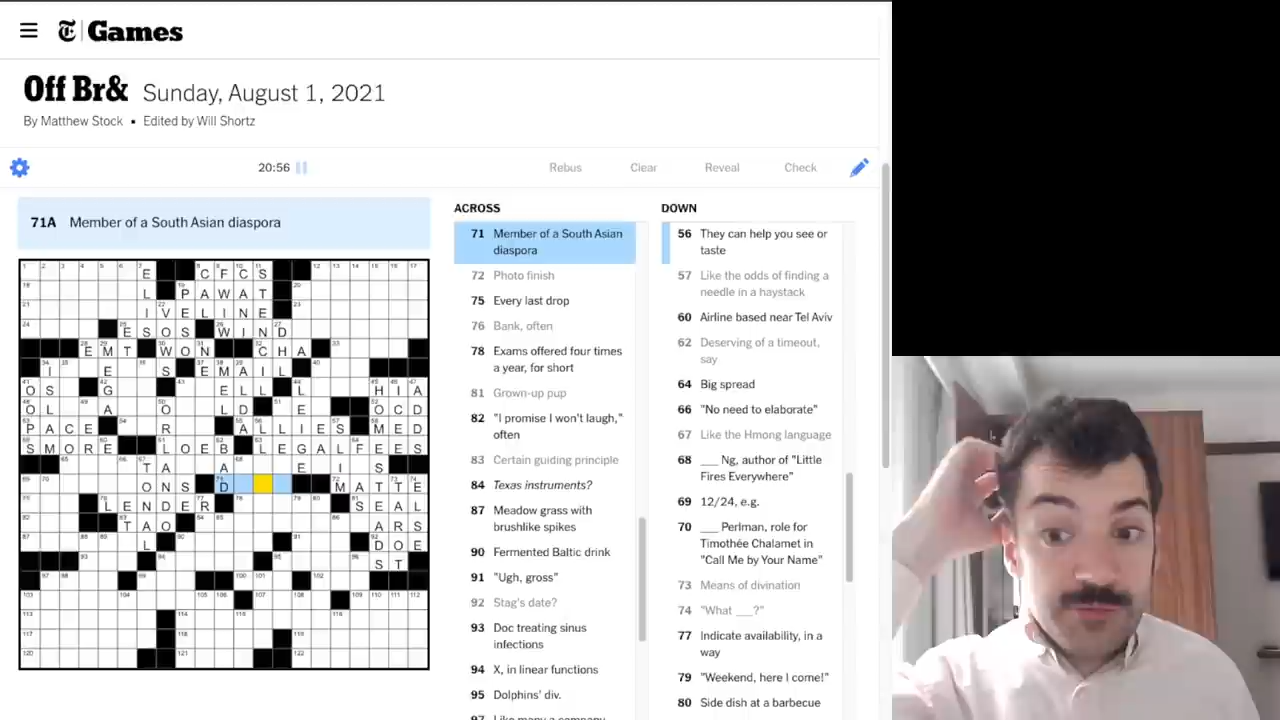 Games
Off Br& Sunday, August 1, 2021
By Matthew Stock ▪ Edited by Will Shortz
20:56 Rebus Clear Reveal Check
71A Member of a South Asian diaspora
ACROSS
71 Member of a South Asian
diaspora
72 Photo finish
75 Every last drop
76 Bank, often
78 Exams offered four times
a year, for short
81 Grown-up pup
82 "I promise I won't laugh,"
often
83 Certain guiding principle
84 Texas instruments?
87 Meadow grass with
brushlike spikes
90 Fermented Baltic drink
91 "Ugh, gross"
92 Stag's date?
93 Doc treating sinus
infections
94 X, in linear functions
95 Dolphins' div.
DOWN
56 They can help you see or
taste
57 Like the odds of finding a
needle in a haystack
60 Airline based near Tel Aviv
62 Deserving of a timeout,
say
64 Big spread
66 "No need to elaborate"
67 Like the Hmong language
68 ___ Ng, author of "Little
Fires Everywhere"
69 12/24, e.g.
70 ___ Perlman, role for
Timothée Chalamet in
"Call Me by Your Name"
73 Means of divination
74 "What ___?"
77 Indicate availability, in a
way
79 "Weekend, here I come!"
80 Side dish at a barbecue
E C F C S
L P A W A T
I V E L I N E
E S O S W I N D
E M T W O N C H A
I E S E M A I L
O S G E L L L H I A
O L A O L D E O C D
P A C E R A L L I E S M E D
S M O R E L O E B L E G A L F E E S
T A A E I S
O N S D M A T T E
L E N D E R S E A L
T A O A R S
L D O E
S T